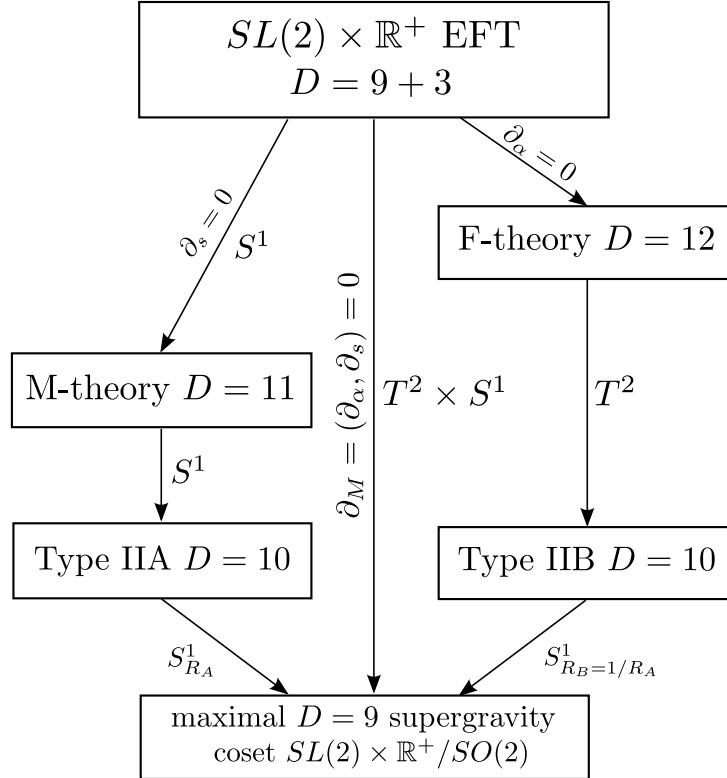 SL(2) × ℝ⁺ EFT
D = 9 + 3
∂ₛ = 0
S¹
∂_α = 0
F-theory D = 12
∂_M = (∂_α, ∂ₛ) = 0
T² × S¹
M-theory D = 11
T²
S¹
Type IIA D = 10
Type IIB D = 10
S¹_{R_A}
S¹_{R_B=1/R_A}
maximal D = 9 supergravity
coset SL(2) × ℝ⁺/SO(2)